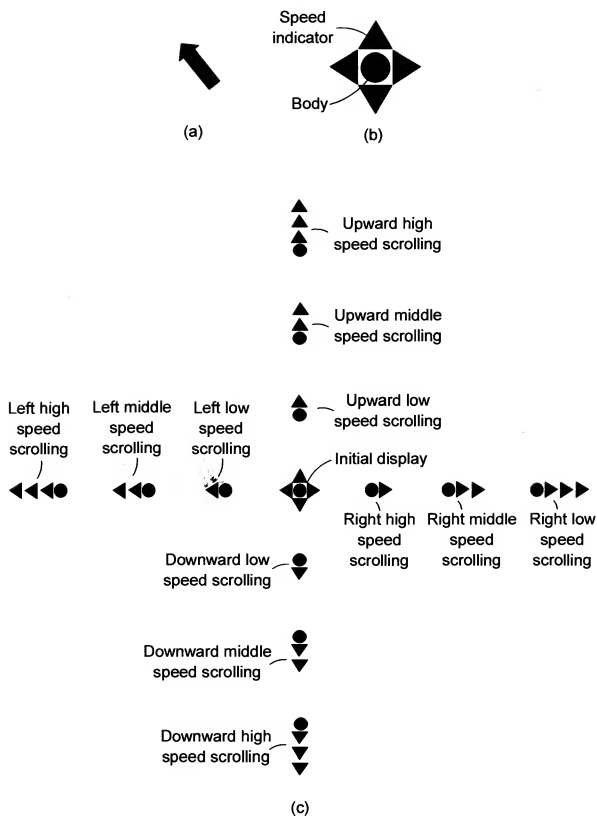 Speed
indicator
Body
(a)
(b)
Upward high
speed scrolling
Upward middle
speed scrolling
Upward low
speed scrolling
Left high
speed
scrolling
Left middle
speed
scrolling
Left low
speed
scrolling
Initial display
Right high
speed
scrolling
Right middle
speed
scrolling
Right low
speed
scrolling
Downward low
speed scrolling
Downward middle
speed scrolling
Downward high
speed scrolling
(c)